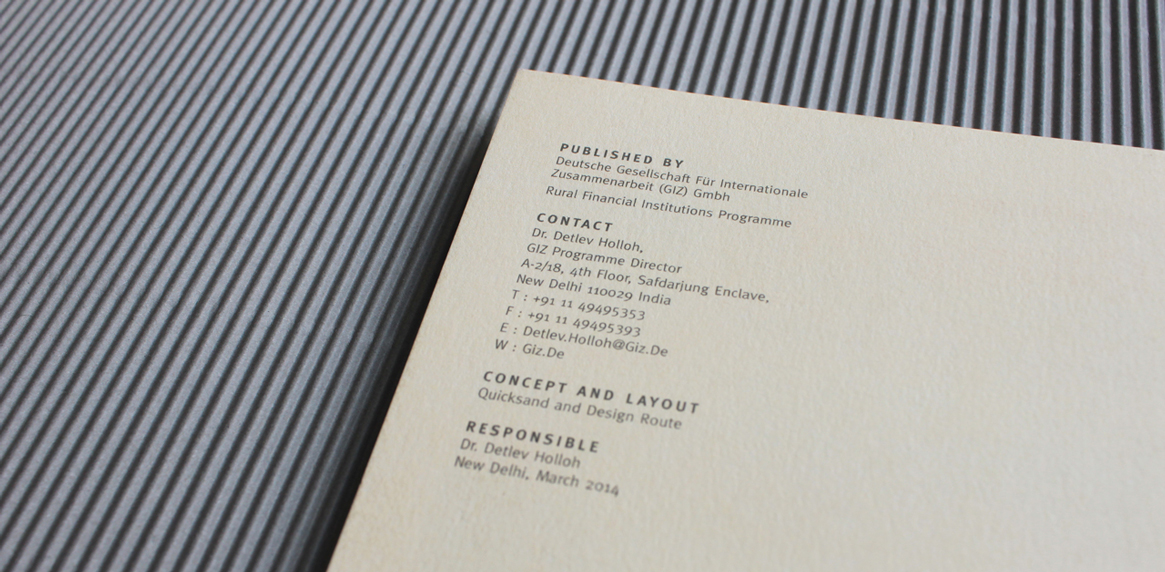 PUBLISHED BY
Deutsche Gesellschaft Für Internationale
Zusammenarbeit (GIZ) Gmbh
Rural Financial Institutions Programme
CONTACT
Dr. Detlev Holloh,
GIZ Programme Director
A-2/18, 4th Floor, Safdarjung Enclave,
New Delhi 110029 India
T : +91 11 49495353
F : +91 11 49495393
E : Detlev.Holloh@Giz.De
W : Giz.De
CONCEPT AND LAYOUT
Quicksand and Design Route
RESPONSIBLE
Dr. Detlev Holloh
New Delhi, March 2014